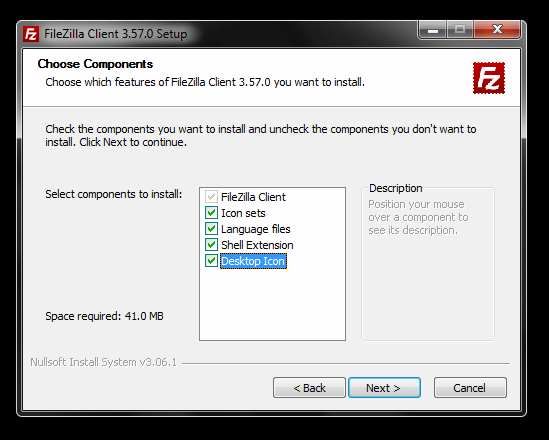 FileZilla Client 3.57.0 Setup
Choose Components
Choose which features of FileZilla Client 3.57.0 you want to install.
Fz
Check the components you want to install and uncheck the components you don't want to
install. Click Next to continue.
Select components to install:
FileZilla Client
Icon sets
Language files
Shell Extension
Desktop Icon
Description
Position your mouse
over a component to
see its description.
Space required: 41.0 MB
Nullsoft Install System v3.06.1
< Back
Next >
Cancel